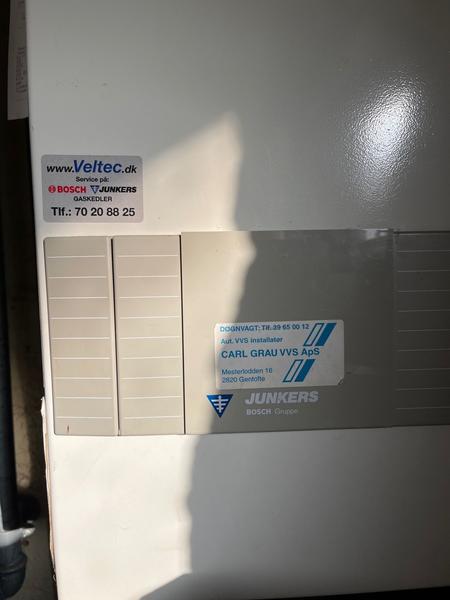 www.Veltec.dk
Service på:
BOSCH JUNKERS
GASKEDLER
Tlf.: 70 20 88 25
DØGNVAGT: Tlf. 39 65 00 12
Aut. VVS installatør
CARL GRAU VVS ApS
Mesterlodden 16
2820 Gentofte
JUNKERS
BOSCH Gruppe